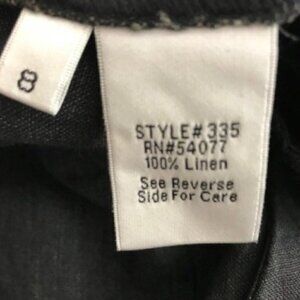 8
STYLE# 335
RN#54077
100% Linen
See Reverse
Side For Care